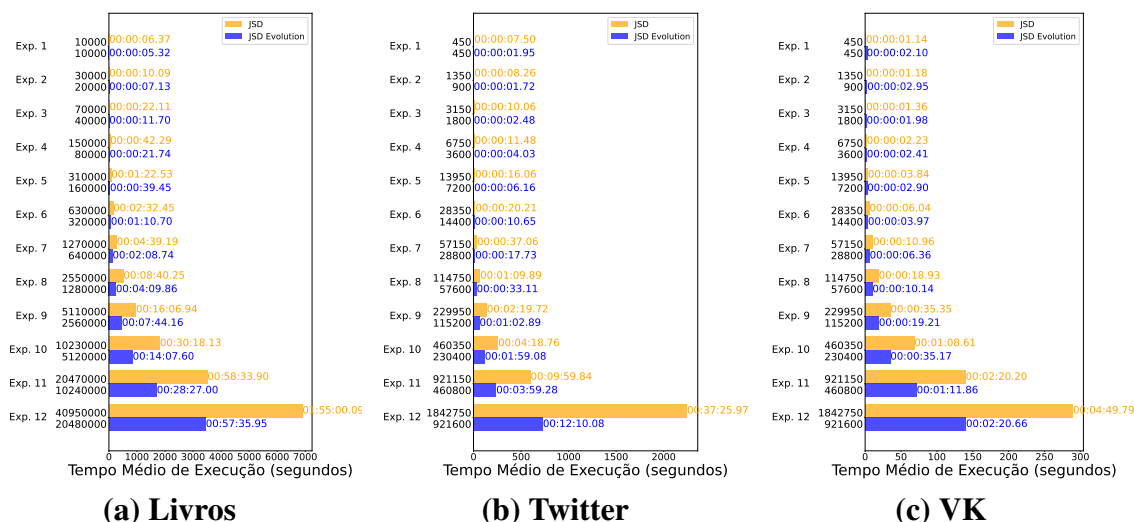 JSD
JSD Evolution
Exp. 1
10000 00:00:06.37
10000 00:00:05.32
Exp. 2
30000 00:00:10.09
20000 00:00:07.13
Exp. 3
70000 00:00:22.11
40000 00:00:11.70
Exp. 4
150000 00:00:42.29
80000 00:00:21.74
Exp. 5
310000 00:01:22.53
160000 00:00:39.45
Exp. 6
630000 00:02:32.45
320000 00:01:10.70
Exp. 7
1270000 00:04:39.19
640000 00:02:08.74
Exp. 8
2550000 00:08:40.25
1280000 00:04:09.86
Exp. 9
5110000 00:16:06.94
2560000 00:07:44.16
Exp. 10
10230000 00:30:18.13
5120000 00:14:07.60
Exp. 11
20470000 00:58:33.90
10240000 00:28:27.00
Exp. 12
40950000 01:55:00.09
20480000 00:57:35.95
0 1000 2000 3000 4000 5000 6000 7000
Tempo Médio de Execução (segundos)
(a) Livros
JSD
JSD Evolution
Exp. 1
450 00:00:07.50
450 00:00:01.95
Exp. 2
1350 00:00:08.26
900 00:00:01.72
Exp. 3
3150 00:00:10.06
1800 00:00:02.48
Exp. 4
6750 00:00:11.48
3600 00:00:04.03
Exp. 5
13950 00:00:16.06
7200 00:00:06.16
Exp. 6
28350 00:00:20.21
14400 00:00:10.65
Exp. 7
57150 00:00:37.06
28800 00:00:17.73
Exp. 8
114750 00:01:09.89
57600 00:00:33.11
Exp. 9
229950 00:02:19.72
115200 00:01:02.89
Exp. 10
460350 00:04:18.76
230400 00:01:59.08
Exp. 11
921150 00:09:59.84
460800 00:03:59.28
Exp. 12
1842750 00:37:25.97
921600 00:12:10.08
0 500 1000 1500 2000
Tempo Médio de Execução (segundos)
(b) Twitter
JSD
JSD Evolution
Exp. 1
450 00:00:01.14
450 00:00:02.10
Exp. 2
1350 00:00:01.18
900 00:00:02.95
Exp. 3
3150 00:00:01.36
1800 00:00:01.98
Exp. 4
6750 00:00:02.23
3600 00:00:02.41
Exp. 5
13950 00:00:03.84
7200 00:00:02.90
Exp. 6
28350 00:00:06.04
14400 00:00:03.97
Exp. 7
57150 00:00:10.96
28800 00:00:06.36
Exp. 8
114750 00:00:18.93
57600 00:00:10.14
Exp. 9
229950 00:00:35.35
115200 00:00:19.21
Exp. 10
460350 00:01:08.61
230400 00:00:35.17
Exp. 11
921150 00:02:20.20
460800 00:01:11.86
Exp. 12
1842750 00:04:49.79
921600 00:02:20.66
0 50 100 150 200 250 300
Tempo Médio de Execução (segundos)
(c) VK